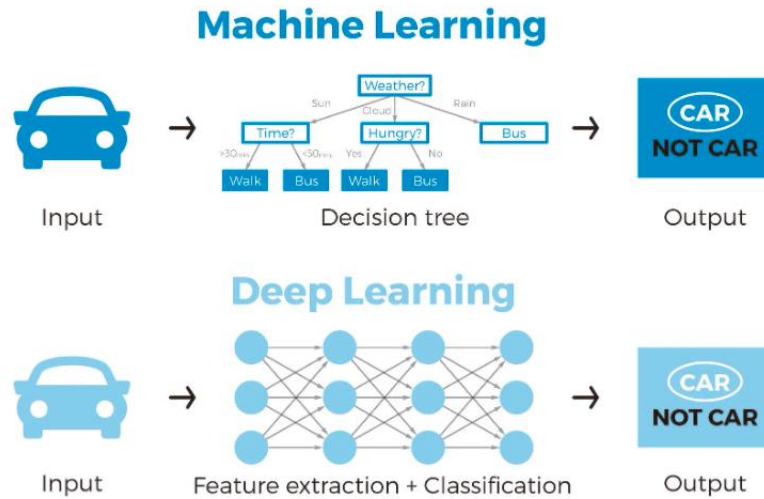 Machine Learning
Weather?
Sun
Cloud
Rain
Time?
Hungry?
Bus
>30min
Yes
No
Walk
Bus
Walk
Bus
CAR
NOT CAR
Input
Decision tree
Output
Deep Learning
CAR
NOT CAR
Input
Feature extraction + Classification
Output